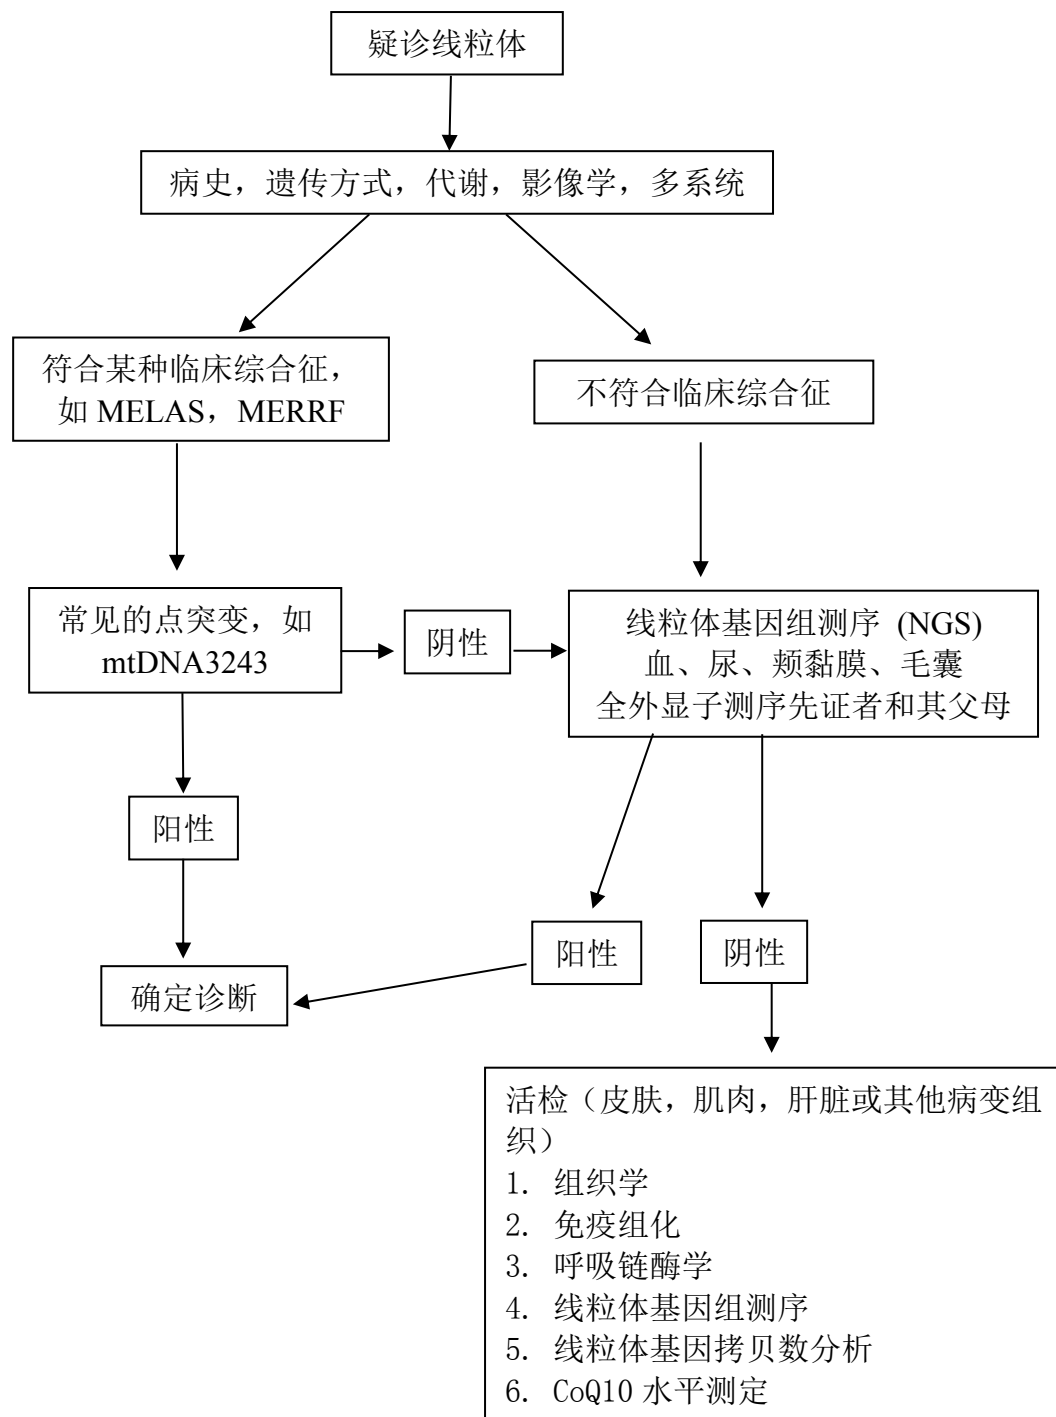 疑诊线粒体
病史，遗传方式，代谢，影像学，多系统
符合某种临床综合征，
如 MELAS，MERRF
不符合临床综合征
常见的点突变，如
mtDNA3243
阴性
线粒体基因组测序 (NGS)
血、尿、颊黏膜、毛囊
全外显子测序先证者和其父母
阳性
阳性
阴性
确定诊断
活检（皮肤，肌肉，肝脏或其他病变组
织）
1. 组织学
2. 免疫组化
3. 呼吸链酶学
4. 线粒体基因组测序
5. 线粒体基因拷贝数分析
6. CoQ10 水平测定